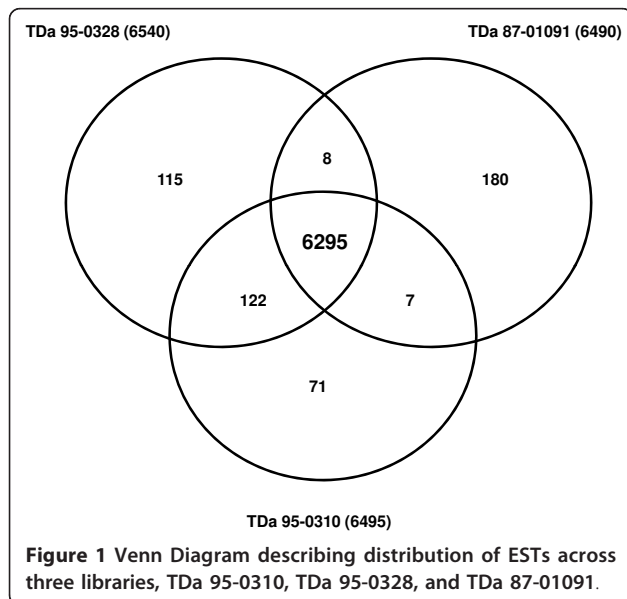 TDa 95-0328 (6540)
TDa 87-01091 (6490)
8
115
180
6295
122
7
71
TDa 95-0310 (6495)
Figure 1 Venn Diagram describing distribution of ESTs across
three libraries, TDa 95-0310, TDa 95-0328, and TDa 87-01091.